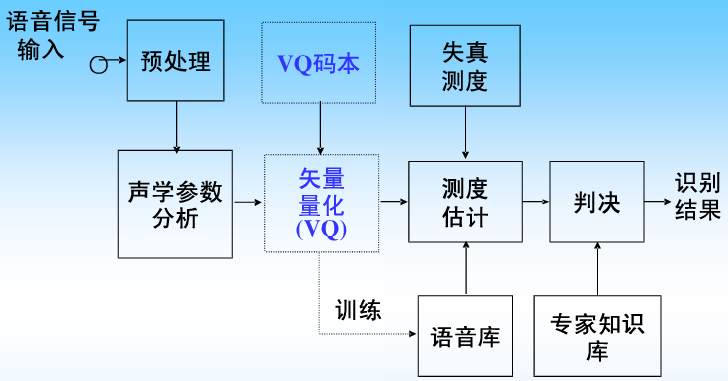 语音信号
输入
预处理
VQ码本
失真
测度
声学参数
分析
矢量
量化
(VQ)
测度
估计
判决
识别
结果
训练
语音库
专家知识
库